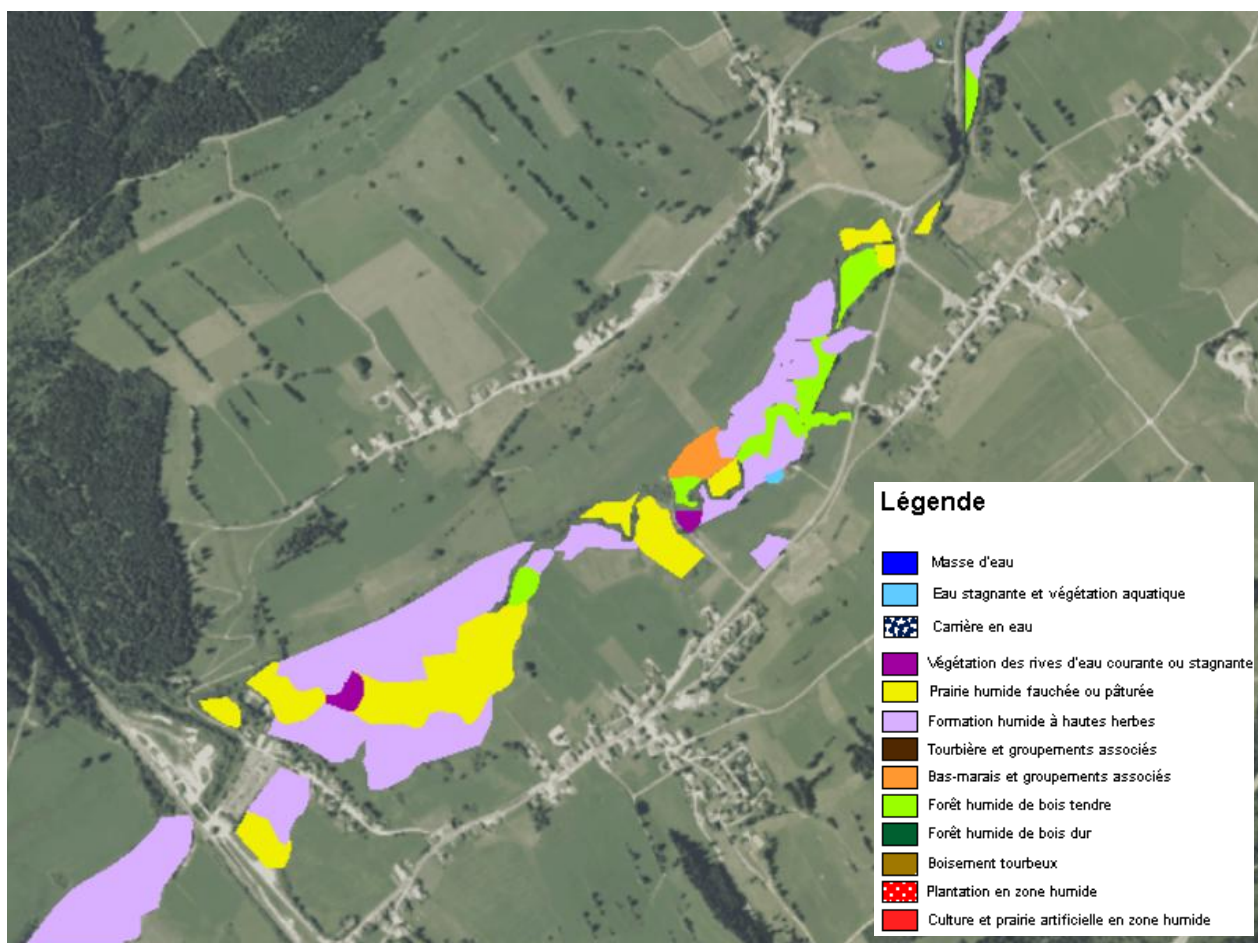 Légende
Masse d'eau
Eau stagnante et végétation aquatique
Carrière en eau
Végétation des rives d'eau courante ou stagnante
Prairie humide fauchée ou pâturée
Formation humide à hautes herbes
Tourbière et groupements associés
Bas-marais et groupements associés
Forêt humide de bois tendre
Forêt humide de bois dur
Boisement tourbeux
Plantation en zone humide
Culture et prairie artificielle en zone humide